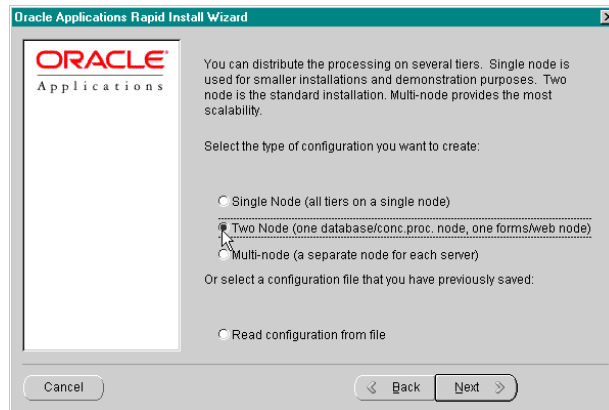 Oracle Applications Rapid Install Wizard
ORACLE
Applications
You can distribute the processing on several tiers. Single node is
used for smaller installations and demonstration purposes. Two
node is the standard installation. Multi-node provides the most
scalability.
Select the type of configuration you want to create:
Single Node (all tiers on a single node)
Two Node (one database/conc.proc. node, one forms/web node)
Multi-node (a separate node for each server)
Or select a configuration file that you have previously saved:
Read configuration from file
Cancel
Back
Next